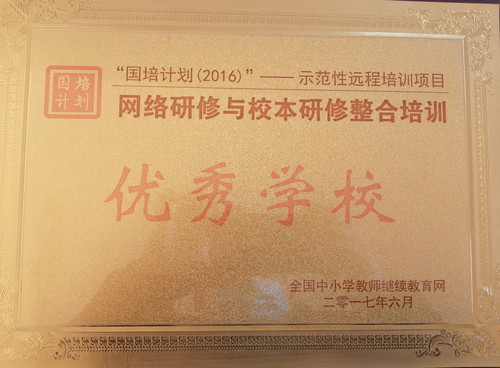 国培
计划
“国培计划(2016)”——示范性远程培训项目
网络研修与校本研修整合培训
优秀学校
全国中小学教师继续教育网
二零一七年六月